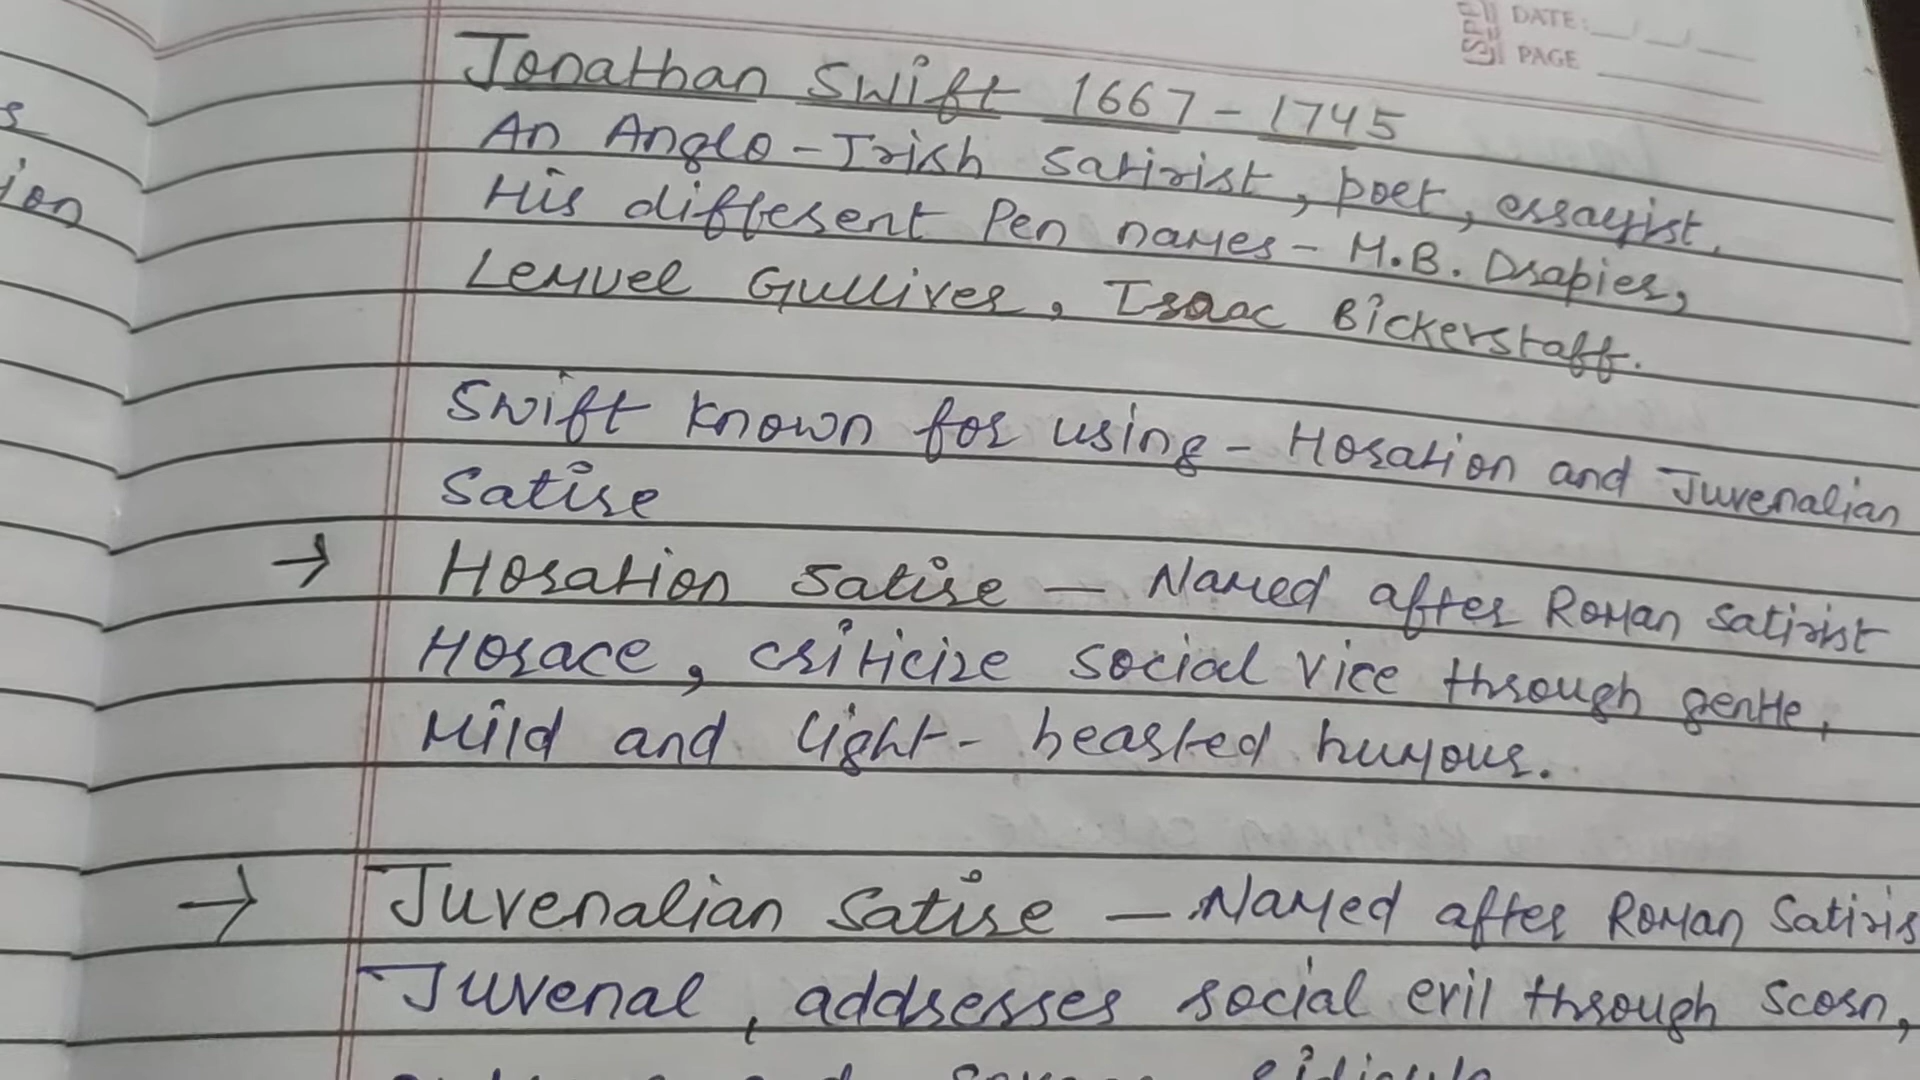 DATE:
PAGE
Jonathan Swift 1667 - 1745
An Anglo-Irish satirist, poet, essayist,
His different Pen names - M.B. Drapier,
Lemuel Gulliver, Isaac Bickerstaff.
s
ion
Swift known for using - Horation and Juvenalian
Satire
→ Horation Satire — Named after Roman satirist
Horace, criticize social vice through gentle,
Mild and light-hearted humour.
→ Juvenalian Satire — Named after Roman Satiris
Juvenal, addresses social evil through scorn,
ridicule